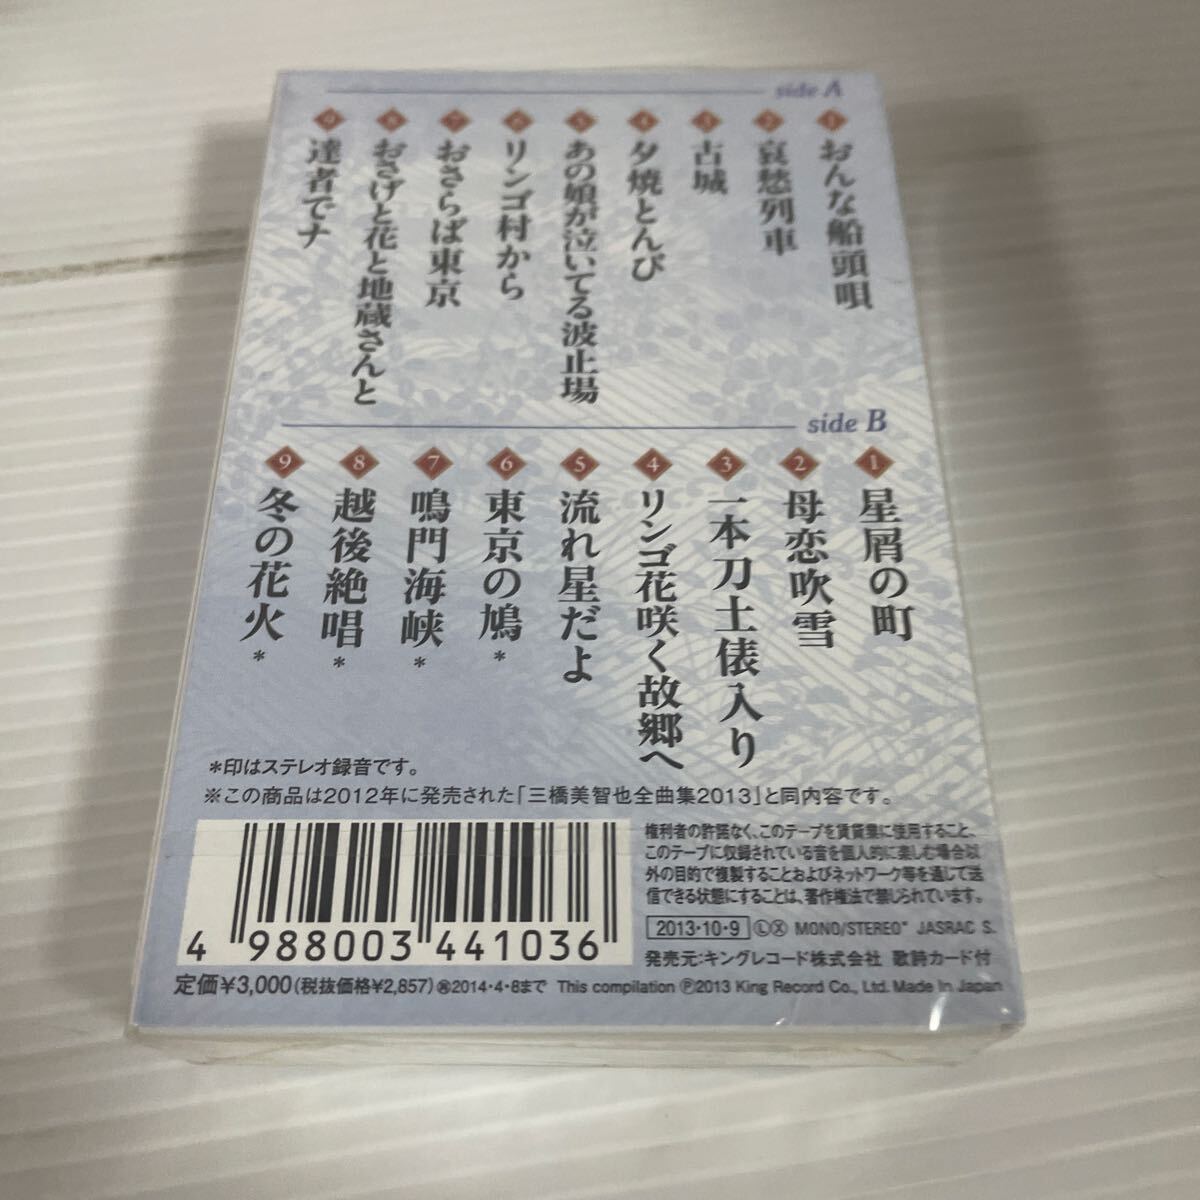 side A
1 おんな船頭唄
2 哀愁列車
3 古城
4 夕焼とんび
5 あの娘が泣いてる波止場
6 リンゴ村から
7 おさらば東京
8 おさげと花と地蔵さんと
9 達者でナ
side B
1 星屑の町
2 母恋吹雪
3 一本刀土俵入り
4 リンゴ花咲く故郷へ
5 流れ星だよ
6 東京の鳩*
7 鳴門海峡*
8 越後絶唱*
9 冬の花火*
*印はステレオ録音です。
※この商品は2012年に発売された「三橋美智也全曲集2013」と同内容です。
権利者の許諾なく、このテープを賃貸業に使用すること、
このテープに収録されている音を個人的に楽しむ場合以
外の目的で複製することおよびネットワーク等を通じて送
信できる状態にすることは、著作権法で禁じられています。
2013・10・9 ⓁⓍ MONO/STEREO* JASRAC S.
発売元:キングレコード株式会社 歌詩カード付
4 988003 441036
定価¥3,000(税抜価格¥2,857)㊢2014・4・8まで This compilation Ⓟ2013 King Record Co., Ltd. Made in Japan